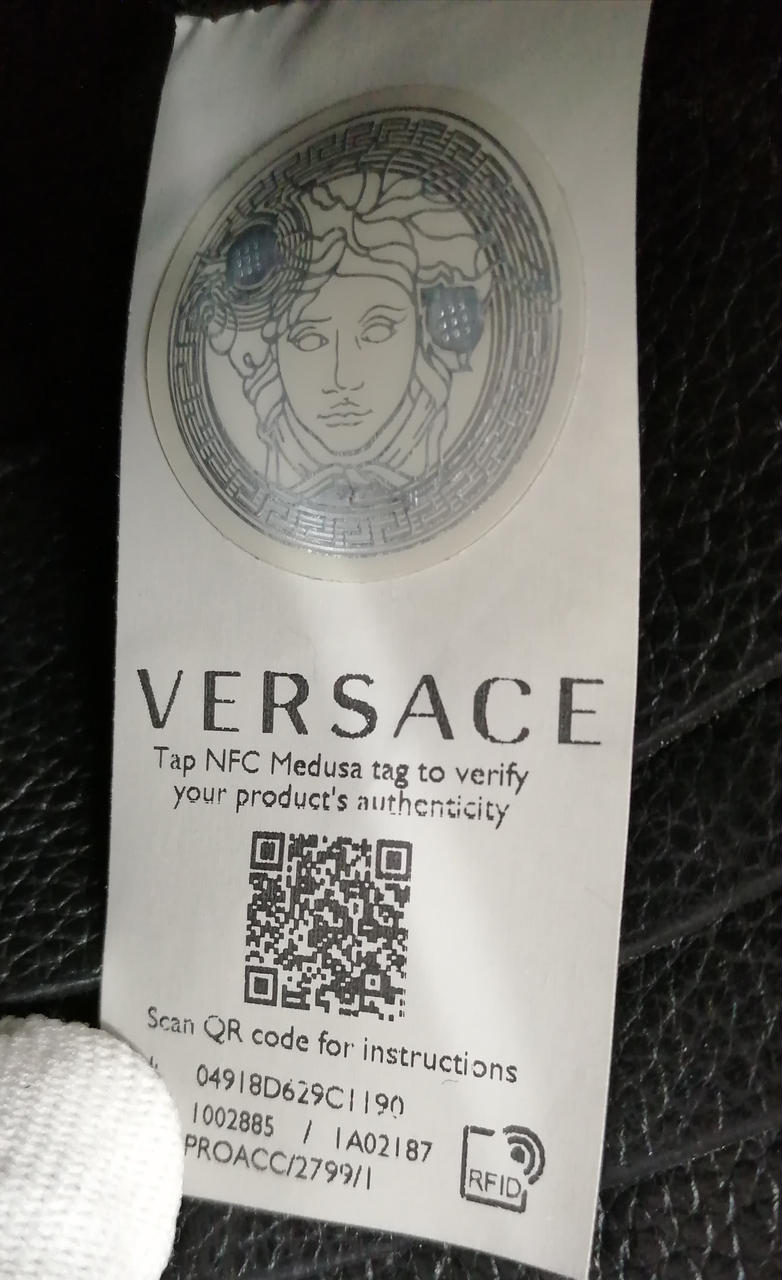 VERSACE
Tap NFC Medusa tag to verify
your product's authenticity
Scan QR code for instructions
04918D629C1190
1002885 / 1A02187
PROACC/2799/1
RFID